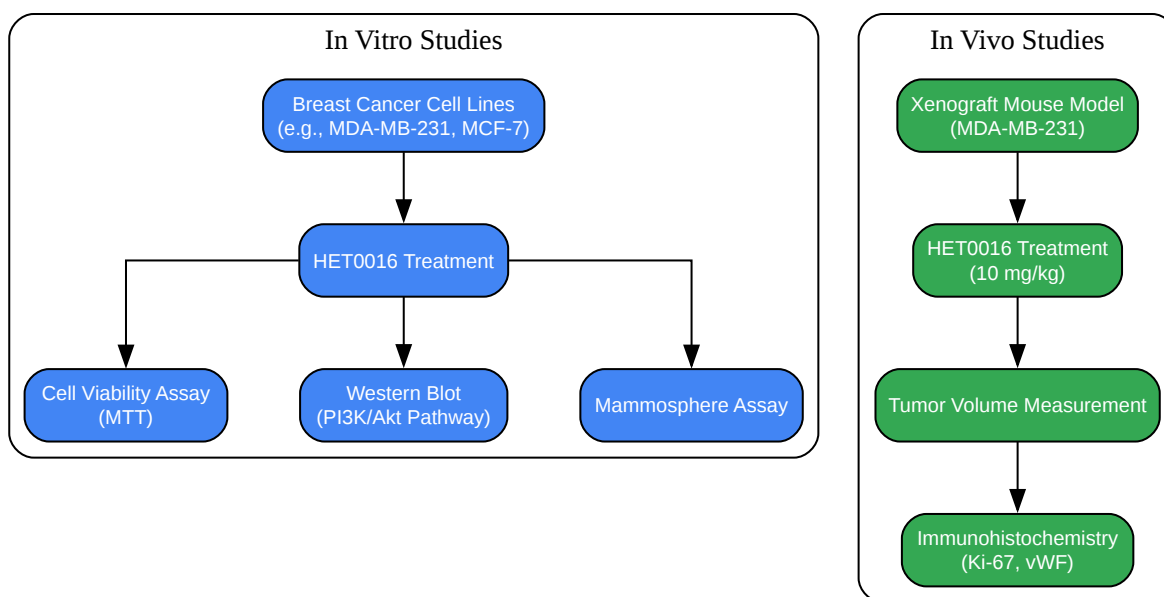 In Vitro Studies
Breast Cancer Cell Lines
(e.g., MDA-MB-231, MCF-7)
HET0016 Treatment
Cell Viability Assay
(MTT)
Western Blot
(PI3K/Akt Pathway)
Mammosphere Assay
In Vivo Studies
Xenograft Mouse Model
(MDA-MB-231)
HET0016 Treatment
(10 mg/kg)
Tumor Volume Measurement
Immunohistochemistry
(Ki-67, vWF)